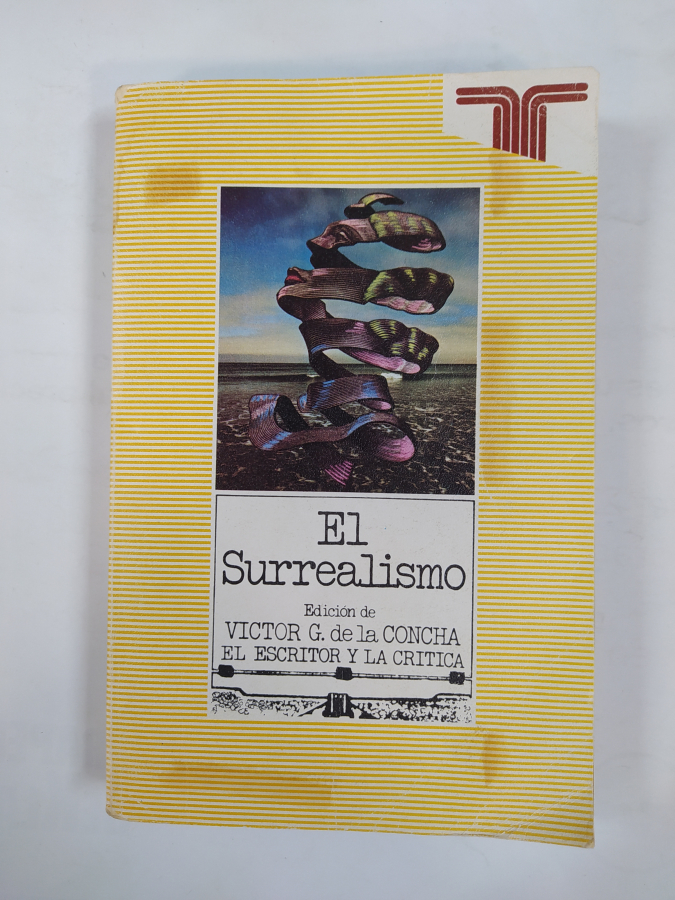 El
Surrealismo
Edición de
VICTOR G. de la CONCHA
EL ESCRITOR Y LA CRITICA